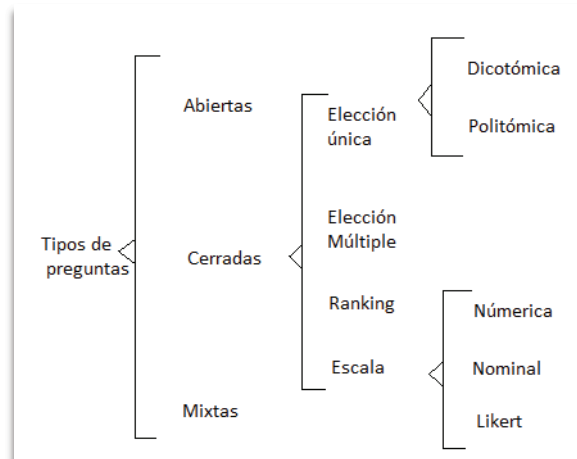 Tipos de
preguntas
Abiertas
Cerradas
Mixtas
Elección
única
Elección
Múltiple
Ranking
Escala
Dicotómica
Politómica
Númerica
Nominal
Likert